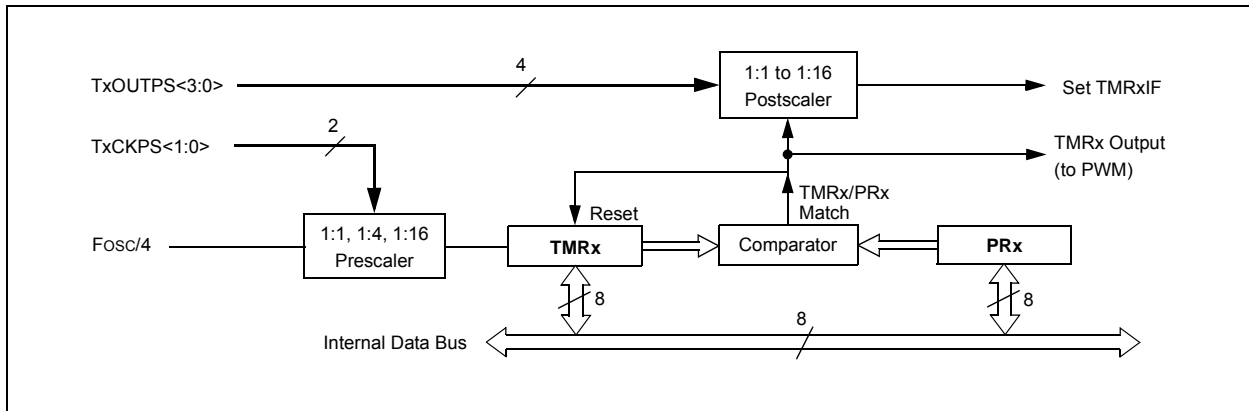 4
1:1 to 1:16
Postscaler
TxOUTPS<3:0>
Set TMRxIF
2
TxCKPS<1:0>
TMRx Output
(to PWM)
TMRx/PRx
Match
Reset
FOSC/4
1:1, 1:4, 1:16
Prescaler
TMRx
Comparator
PRx
8
8
8
Internal Data Bus